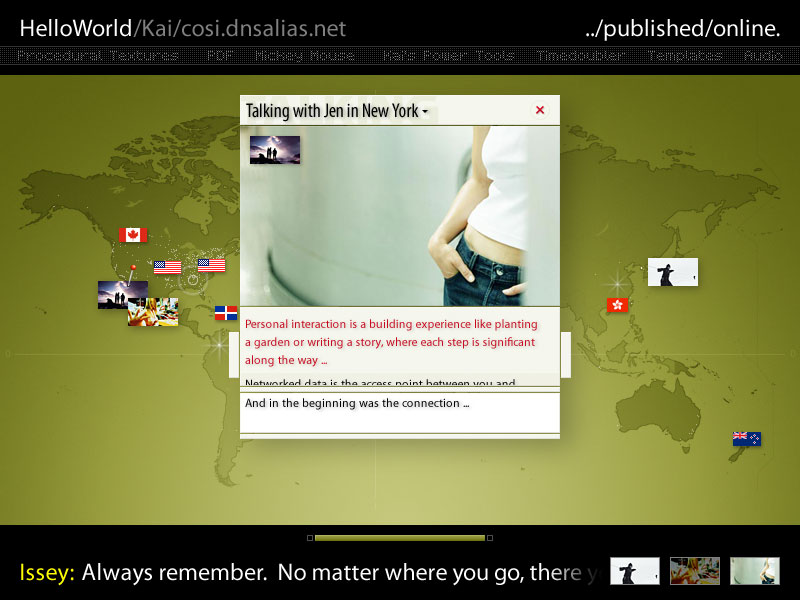 HelloWorld/Kai/cosi.dnsalias.net
../published/online.
Procedural Textures PDF Mickey Mouse Kai's Power Tools Timedoubler Templates Audio
Talking with Jen in New York
Personal interaction is a building experience like planting
a garden or writing a story, where each step is significant
along the way ...
Networked data is the access point between you and
And in the beginning was the connection ...
0
0
Issey: Always remember. No matter where you go, there y